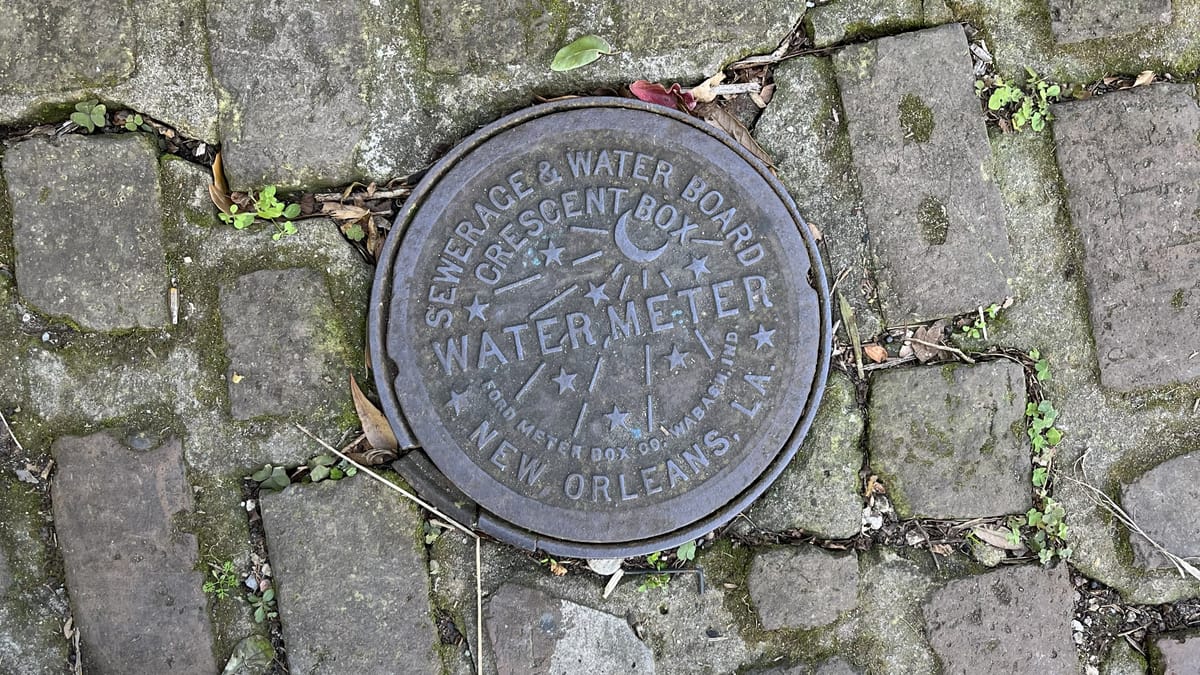 SEWERAGE & WATER BOARD
CRESCENT BOX
WATER METER
FORD METER BOX CO. WABASH, IND
NEW ORLEANS, LA.